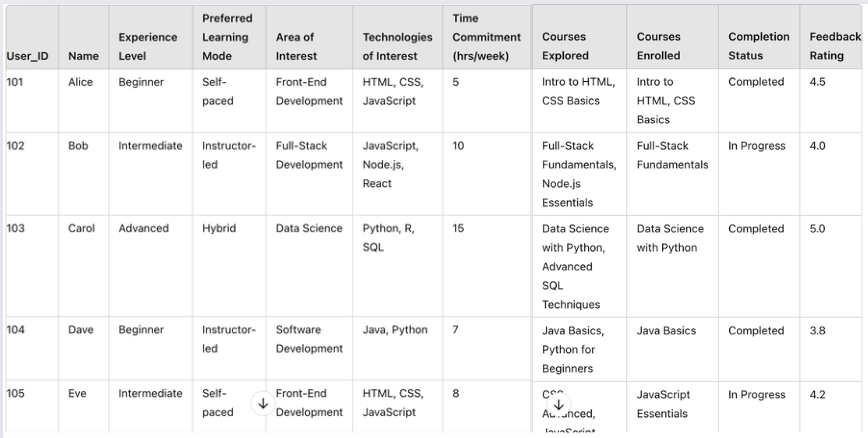 User_ID Name Experience Level Preferred Learning Mode Area of Interest Technologies of Interest Time Commitment (hrs/week) Courses Explored Courses Enrolled Completion Status Feedback Rating
101 Alice Beginner Self-paced Front-End Development HTML, CSS, JavaScript 5 Intro to HTML, CSS Basics Intro to HTML, CSS Basics Completed 4.5
102 Bob Intermediate Instructor-led Full-Stack Development JavaScript, Node.js, React 10 Full-Stack Fundamentals, Node.js Essentials Full-Stack Fundamentals In Progress 4.0
103 Carol Advanced Hybrid Data Science Python, R, SQL 15 Data Science with Python, Advanced SQL Techniques Data Science with Python Completed 5.0
104 Dave Beginner Instructor-led Software Development Java, Python 7 Java Basics, Python for Beginners Java Basics Completed 3.8
105 Eve Intermediate Self-paced Front-End Development HTML, CSS, JavaScript 8 CSS Advanced, JavaScript JavaScript Essentials In Progress 4.2